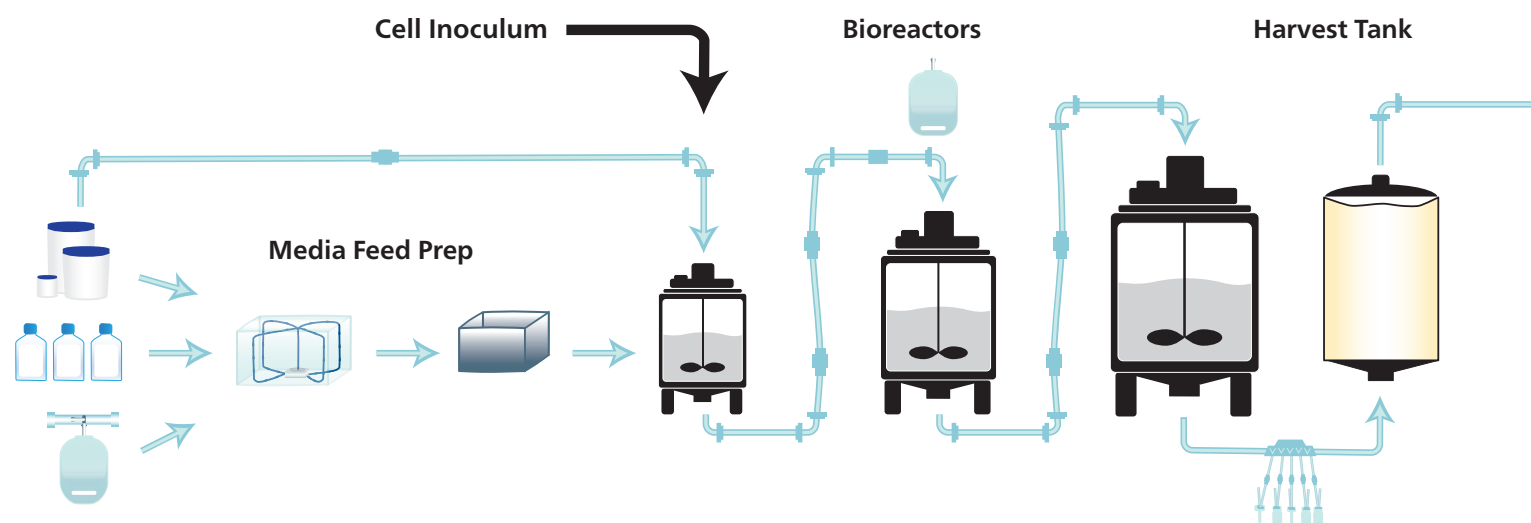 Cell Inoculum
Bioreactors
Harvest Tank
Media Feed Prep